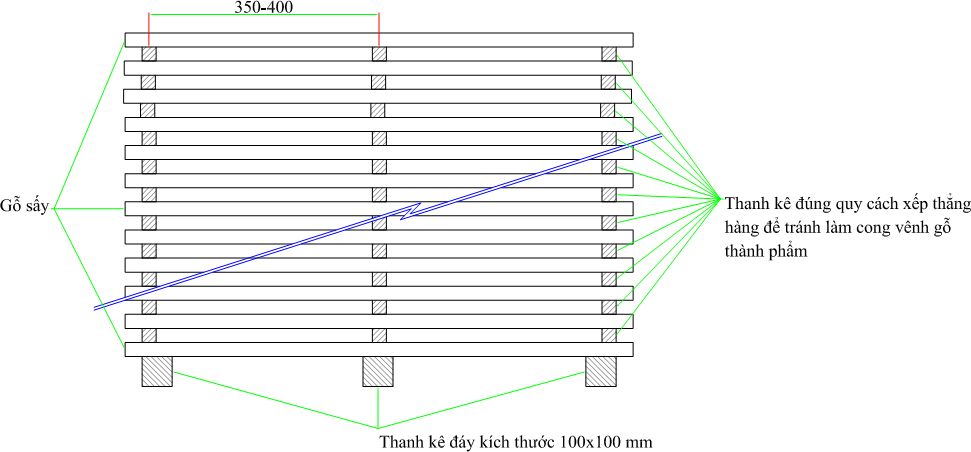 350-400
Gỗ sấy
Thanh kê đúng quy cách xếp thẳng
hàng để tránh làm cong vênh gỗ
thành phẩm
Thanh kê đáy kích thước 100x100 mm